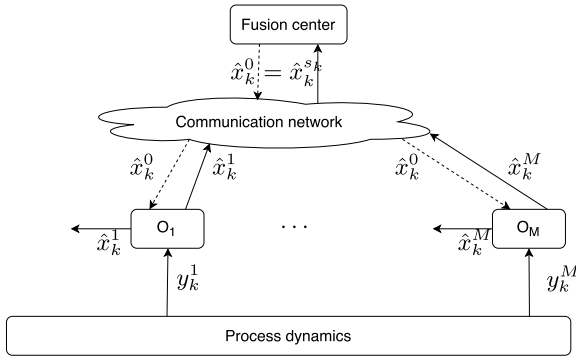 Fusion center
x̂_k^0 = x̂_k^{s_k}
Communication network
x̂_k^0 x̂_k^1 x̂_k^0 x̂_k^M
O_1 ... O_M
x̂_k^1 x̂_k^M
y_k^1 y_k^M
Process dynamics